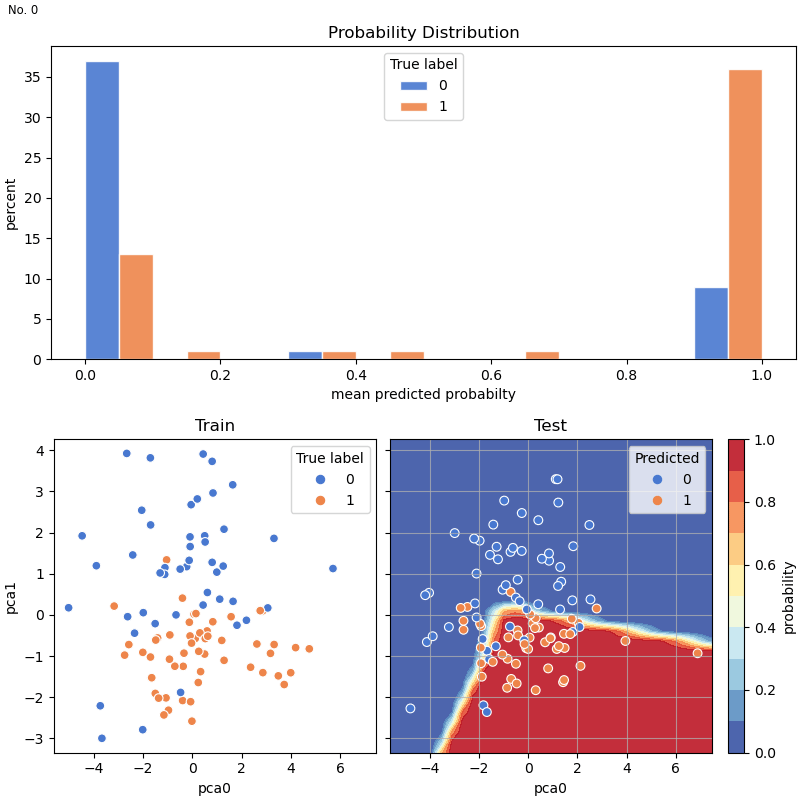 No. 0
Probability Distribution
True label
0
1
percent
35
30
25
20
15
10
5
0
0.0 0.2 0.4 0.6 0.8 1.0
mean predicted probabilty
Train
True label
0
1
pca1
4
3
2
1
0
−1
−2
−3
−4 −2 0 2 4 6
pca0
Test
Predicted
0
1
−4 −2 0 2 4 6
pca0
1.0
0.8
0.6
0.4
0.2
0.0
probability